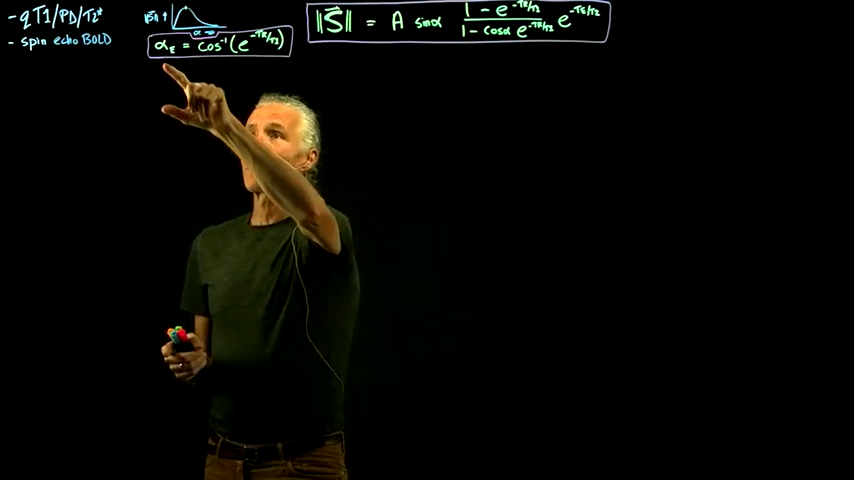 - qT1/PD/T2*
- spin echo BOLD
||S⃗|| ↑
α →
α_E = cos⁻¹(e^{-TR/T1})
||S⃗|| = A sinα (1 - e^{-TR/T1}) / (1 - cosα e^{-TR/T1}) e^{-TE/T2}